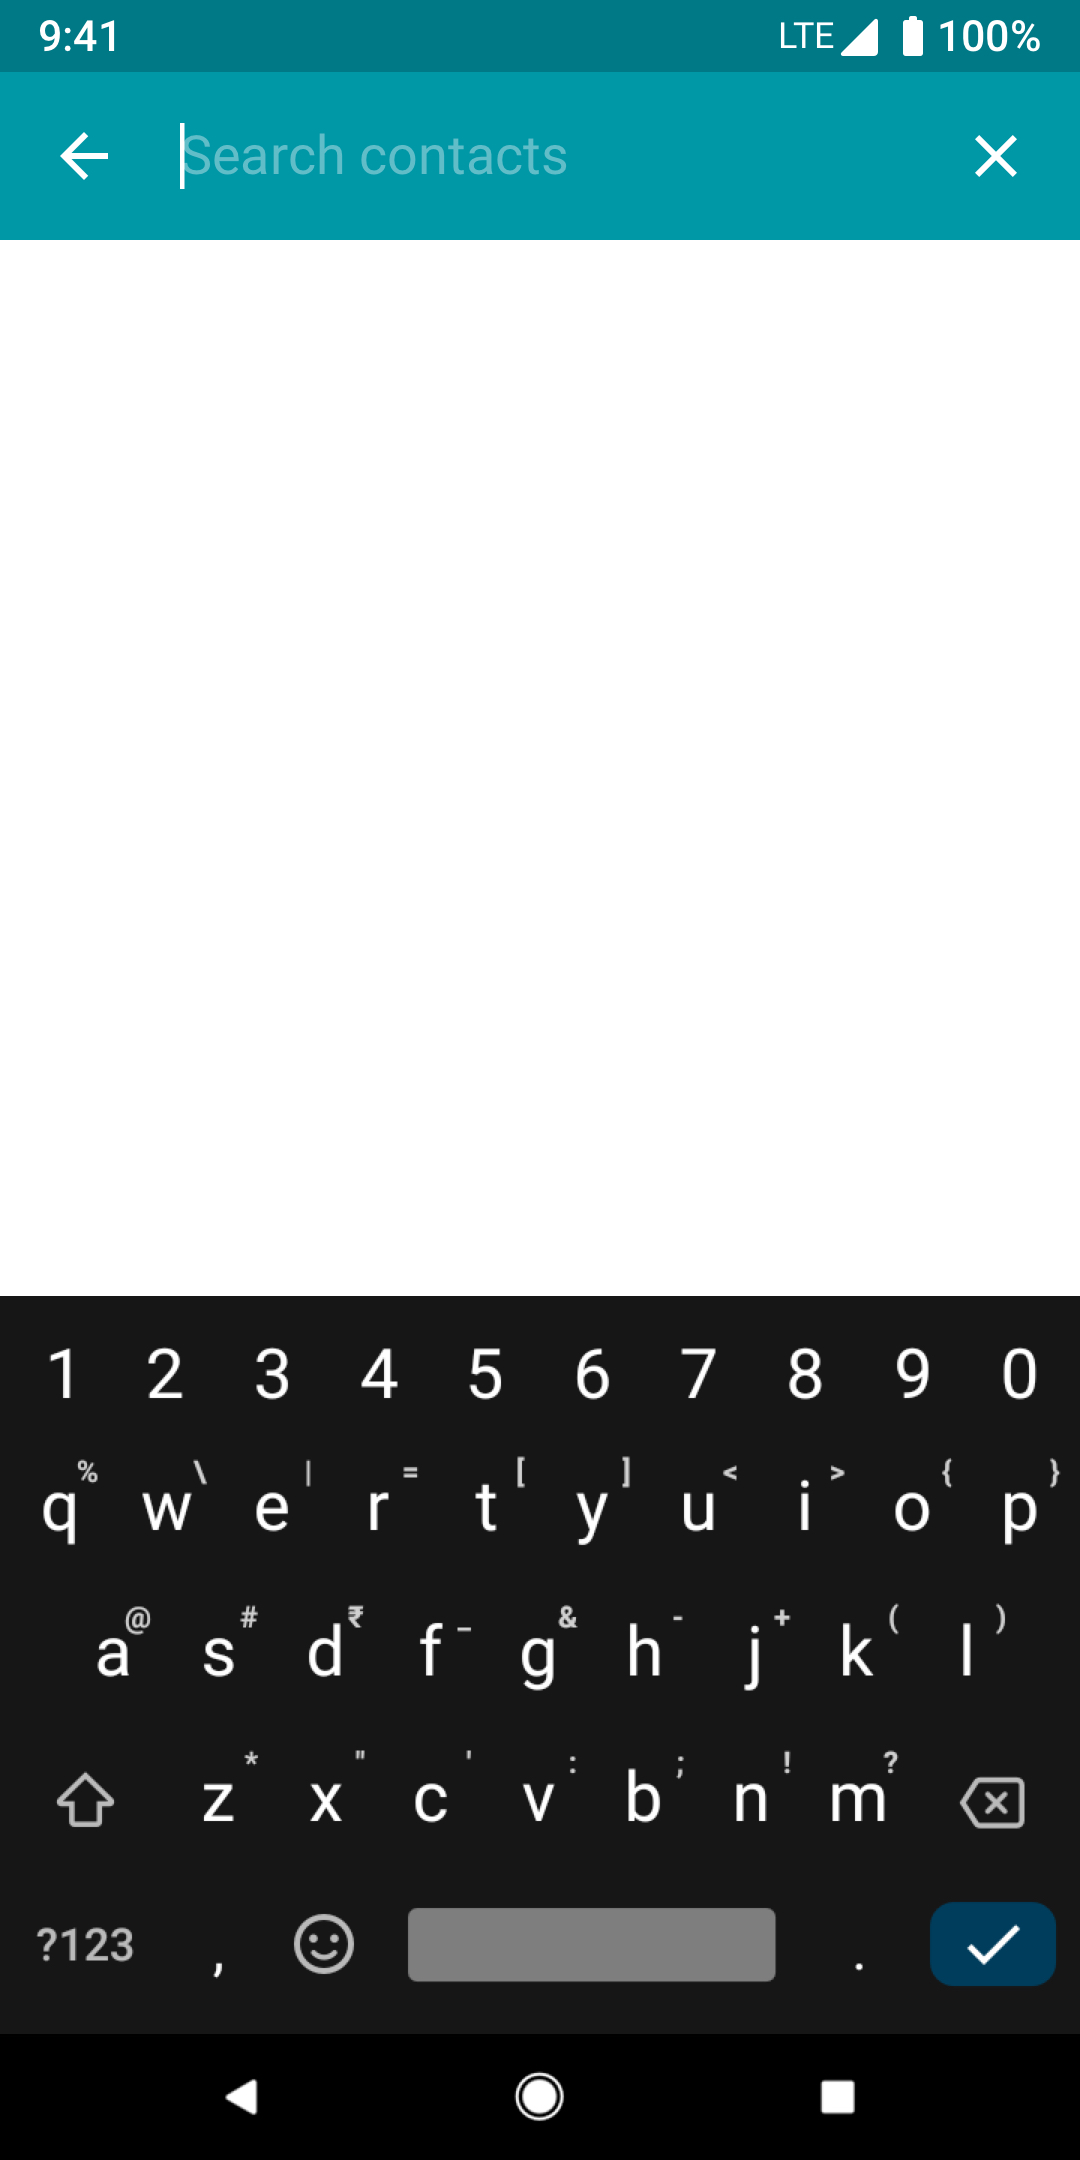 9:41 LTE 100%
Search contacts
1 2 3 4 5 6 7 8 9 0
% \ | = [ ] < > { }
q w e r t y u i o p
@ # ₹ _ & - + ( )
a s d f g h j k l
* " ' : ; ! ?
z x c v b n m
?123 , .